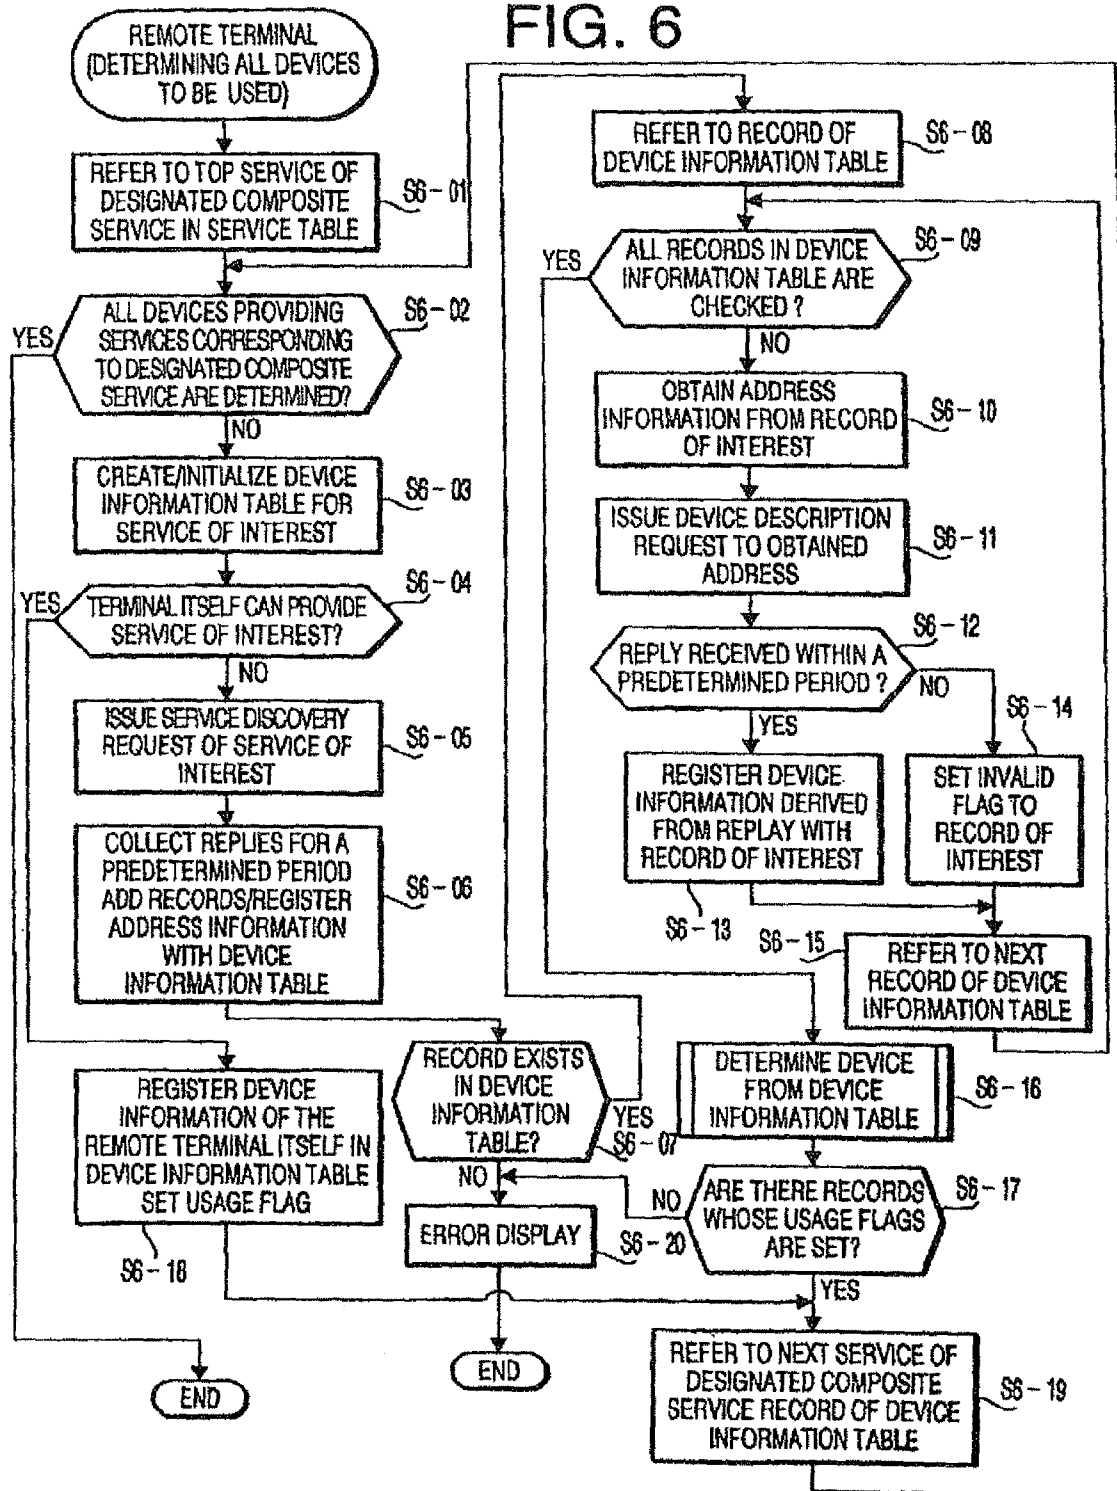 FIG. 6
REMOTE TERMINAL
(DETERMINING ALL DEVICES
TO BE USED)
REFER TO TOP SERVICE OF
DESIGNATED COMPOSITE
SERVICE IN SERVICE TABLE
S6-01
ALL DEVICES PROVIDING
SERVICES CORRESPONDING
TO DESIGNATED COMPOSITE
SERVICE ARE DETERMINED?
S6-02
YES
NO
CREATE/INITIALIZE DEVICE
INFORMATION TABLE FOR
SERVICE OF INTEREST
S6-03
TERMINAL ITSELF CAN PROVIDE
SERVICE OF INTEREST?
S6-04
YES
NO
ISSUE SERVICE DISCOVERY
REQUEST OF SERVICE OF
INTEREST
S6-05
COLLECT REPLIES FOR A
PREDETERMINED PERIOD
ADD RECORDS/REGISTER
ADDRESS INFORMATION
WITH DEVICE
INFORMATION TABLE
S6-06
RECORD EXISTS
IN DEVICE
INFORMATION
TABLE?
YES
S6-07
NO
REGISTER DEVICE
INFORMATION OF THE
REMOTE TERMINAL ITSELF IN
DEVICE INFORMATION TABLE
SET USAGE FLAG
S6-18
ERROR DISPLAY
S6-20
END
END
REFER TO RECORD OF
DEVICE INFORMATION TABLE
S6-08
ALL RECORDS IN DEVICE
INFORMATION TABLE ARE
CHECKED ?
S6-09
YES
NO
OBTAIN ADDRESS
INFORMATION FROM RECORD
OF INTEREST
S6-10
ISSUE DEVICE DESCRIPTION
REQUEST TO OBTAINED
ADDRESS
S6-11
REPLY RECEIVED WITHIN A
PREDETERMINED PERIOD ?
S6-12
NO
YES
REGISTER DEVICE
INFORMATION DERIVED
FROM REPLAY WITH
RECORD OF INTEREST
S6-13
S6-14
SET INVALID
FLAG TO
RECORD OF
INTEREST
S6-15
REFER TO NEXT
RECORD OF DEVICE
INFORMATION TABLE
DETERMINE DEVICE
FROM DEVICE
INFORMATION TABLE
S6-16
ARE THERE RECORDS
WHOSE USAGE FLAGS
ARE SET?
S6-17
NO
YES
REFER TO NEXT SERVICE OF
DESIGNATED COMPOSITE
SERVICE RECORD OF DEVICE
INFORMATION TABLE
S6-19